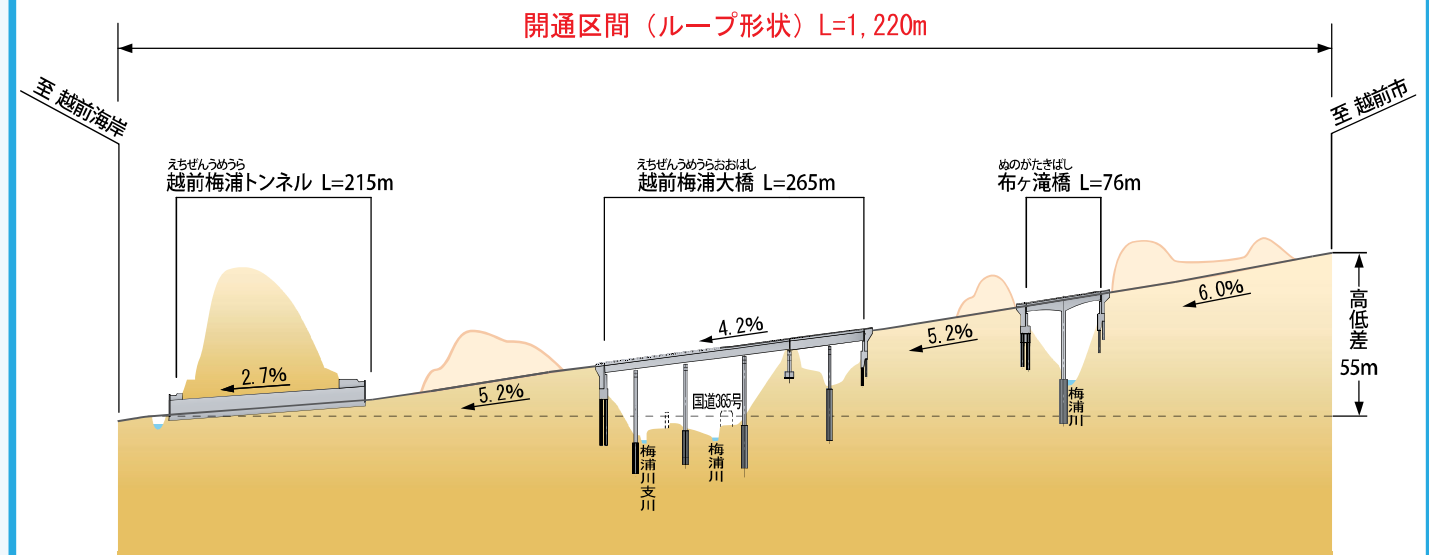 開通区間（ループ形状）L=1,220m
至 越前海岸
至 越前市
えちぜんうめうら
越前梅浦トンネル L=215m
えちぜんうめうらおおはし
越前梅浦大橋 L=265m
ぬのがたきばし
布ヶ滝橋 L=76m
2.7%
5.2%
4.2%
5.2%
6.0%
高低差
55m
国道365号
梅浦川支川
梅浦川
梅浦川